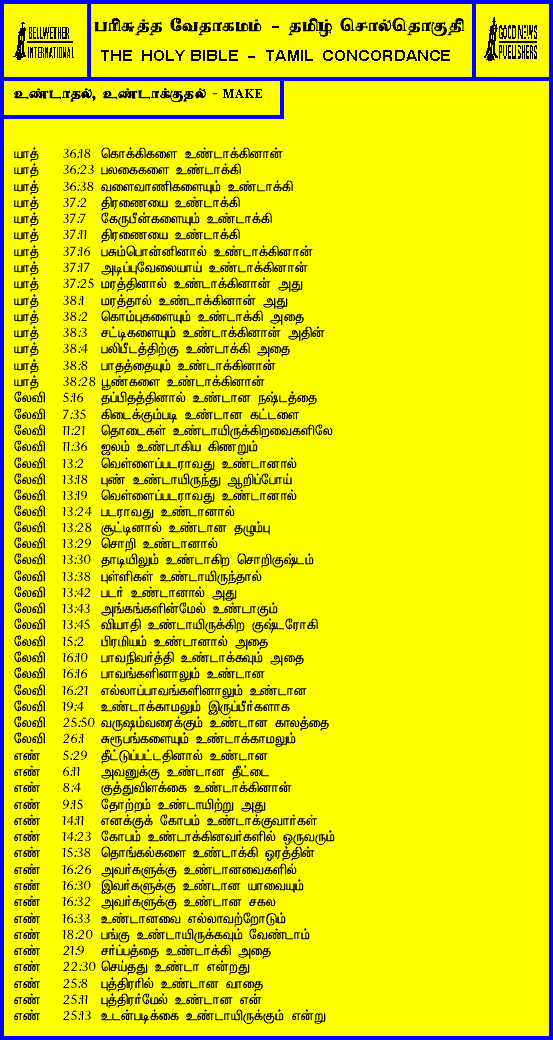 BELLWETHER
INTERNATIONAL
பரிசுத்த வேதாகமம் - தமிழ் சொல்தொகுதி
THE HOLY BIBLE - TAMIL CONCORDANCE
GOOD NEWS
PUBLISHERS
உண்டாதல், உண்டாக்குதல் - MAKE
யாத் 36:18 கொக்கிகளை உண்டாக்கினான்
யாத் 36:23 பலகைகளை உண்டாக்கி
யாத் 36:38 வளைவாணிகளையும் உண்டாக்கி
யாத் 37:2 திரணையை உண்டாக்கி
யாத் 37:7 கேருபீன்களையும் உண்டாக்கி
யாத் 37:11 திரணையை உண்டாக்கி
யாத் 37:16 பசும்பொன்னினால் உண்டாக்கினான்
யாத் 37:17 அடிப்புவேலையாய் உண்டாக்கினான்
யாத் 37:25 மரத்தினால் உண்டாக்கினான் அது
யாத் 38:1 மரத்தால் உண்டாக்கினான் அது
யாத் 38:2 கொம்புகளையும் உண்டாக்கி அதை
யாத் 38:3 சட்டிகளையும் உண்டாக்கினான் அதின்
யாத் 38:4 பலிபீடத்திற்கு உண்டாக்கி அதை
யாத் 38:8 பாதத்தையும் உண்டாக்கினான்
யாத் 38:28 பூண்களை உண்டாக்கினான்
லேவி 5:16 தப்பிதத்தினால் உண்டான நஷ்டத்தை
லேவி 7:35 கிடைக்கும்படி உண்டான கட்டளை
லேவி 11:21 தொடைகள் உண்டாயிருக்கிறவைகளிலே
லேவி 11:36 ஜலம் உண்டாகிய கிணறும்
லேவி 13:2 வெள்ளைப்படராவது உண்டானால்
லேவி 13:18 புண் உண்டாயிருந்து ஆறிப்போய்
லேவி 13:19 வெள்ளைப்படராவது உண்டானால்
லேவி 13:24 படராவது உண்டானால்
லேவி 13:28 சூட்டினால் உண்டான தழும்பு
லேவி 13:29 சொறி உண்டானால்
லேவி 13:30 தாடியிலும் உண்டாகிற சொறிகுஷ்டம்
லேவி 13:38 புள்ளிகள் உண்டாயிருந்தால்
லேவி 13:42 படர் உண்டானால் அது
லேவி 13:43 அங்கங்களின்மேல் உண்டாகும்
லேவி 13:45 வியாதி உண்டாயிருக்கிற குஷ்டரோகி
லேவி 15:2 பிரமியம் உண்டானால் அதை
லேவி 16:10 பாவநிவிர்த்தி உண்டாக்கவும் அதை
லேவி 16:16 பாவங்களினாலும் உண்டான
லேவி 16:21 எல்லாப்பாவங்களினாலும் உண்டான
லேவி 19:4 உண்டாக்காமலும் இருப்பீர்களாக
லேவி 25:50 வருஷம்வரைக்கும் உண்டான காலத்தை
லேவி 26:1 சுரூபங்களையும் உண்டாக்காமலும்
எண் 5:29 தீட்டுப்பட்டதினால் உண்டான
எண் 6:11 அவனுக்கு உண்டான தீட்டை
எண் 8:4 குத்துவிளக்கை உண்டாக்கினான்
எண் 9:15 தோற்றம் உண்டாயிற்று அது
எண் 14:11 எனக்குக் கோபம் உண்டாக்குவார்கள்
எண் 14:23 கோபம் உண்டாக்கினவர்களில் ஒருவரும்
எண் 15:38 தொங்கல்களை உண்டாக்கி ஓரத்தின்
எண் 16:26 அவர்களுக்கு உண்டானவைகளில்
எண் 16:30 இவர்களுக்கு உண்டான யாவையும்
எண் 16:32 அவர்களுக்கு உண்டான சகல
எண் 16:33 உண்டானவை எல்லாவற்றோடும்
எண் 18:20 பங்கு உண்டாயிருக்கவும் வேண்டாம்
எண் 21:9 சர்ப்பத்தை உண்டாக்கி அதை
எண் 22:30 செய்தது உண்டா என்றது
எண் 25:8 புத்திரரில் உண்டான வாதை
எண் 25:11 புத்திரர்மேல் உண்டான என்
எண் 25:13 உடன்படிக்கை உண்டாயிருக்கும் என்று